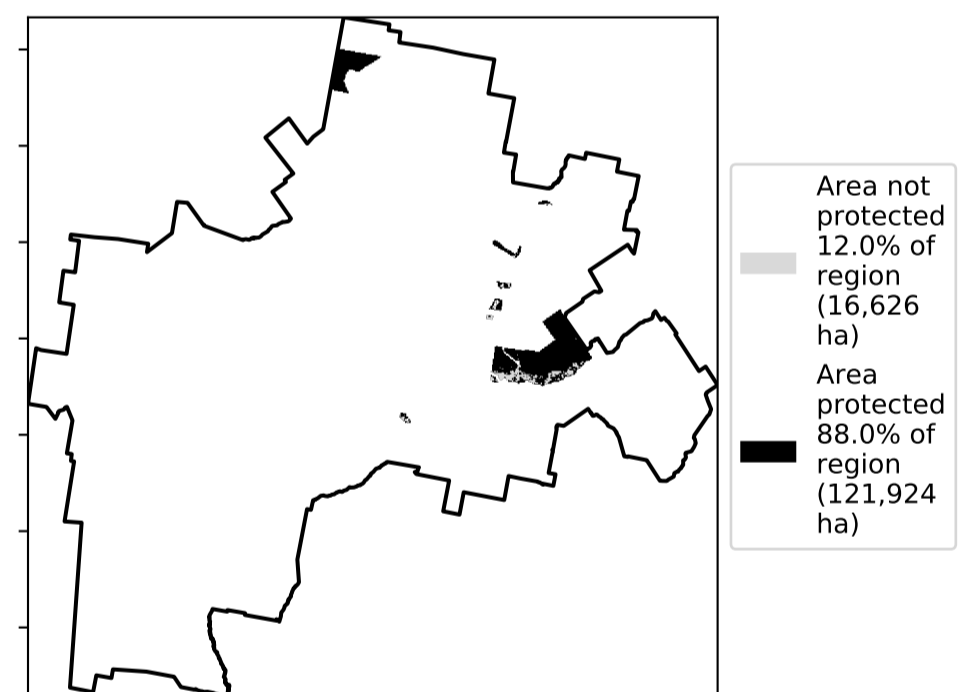 Area not
protected
12.0% of
region
(16,626
ha)
Area
protected
88.0% of
region
(121,924
ha)